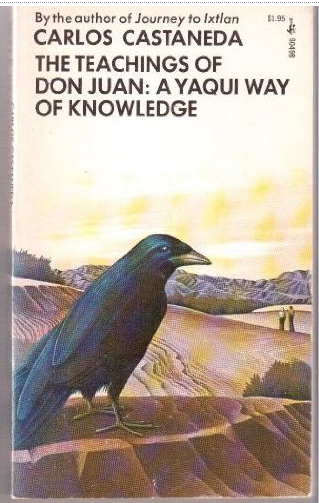 By the author of Journey to Ixtlan
$1.95
CARLOS CASTANEDA
THE TEACHINGS OF
DON JUAN: A YAQUI WAY
OF KNOWLEDGE